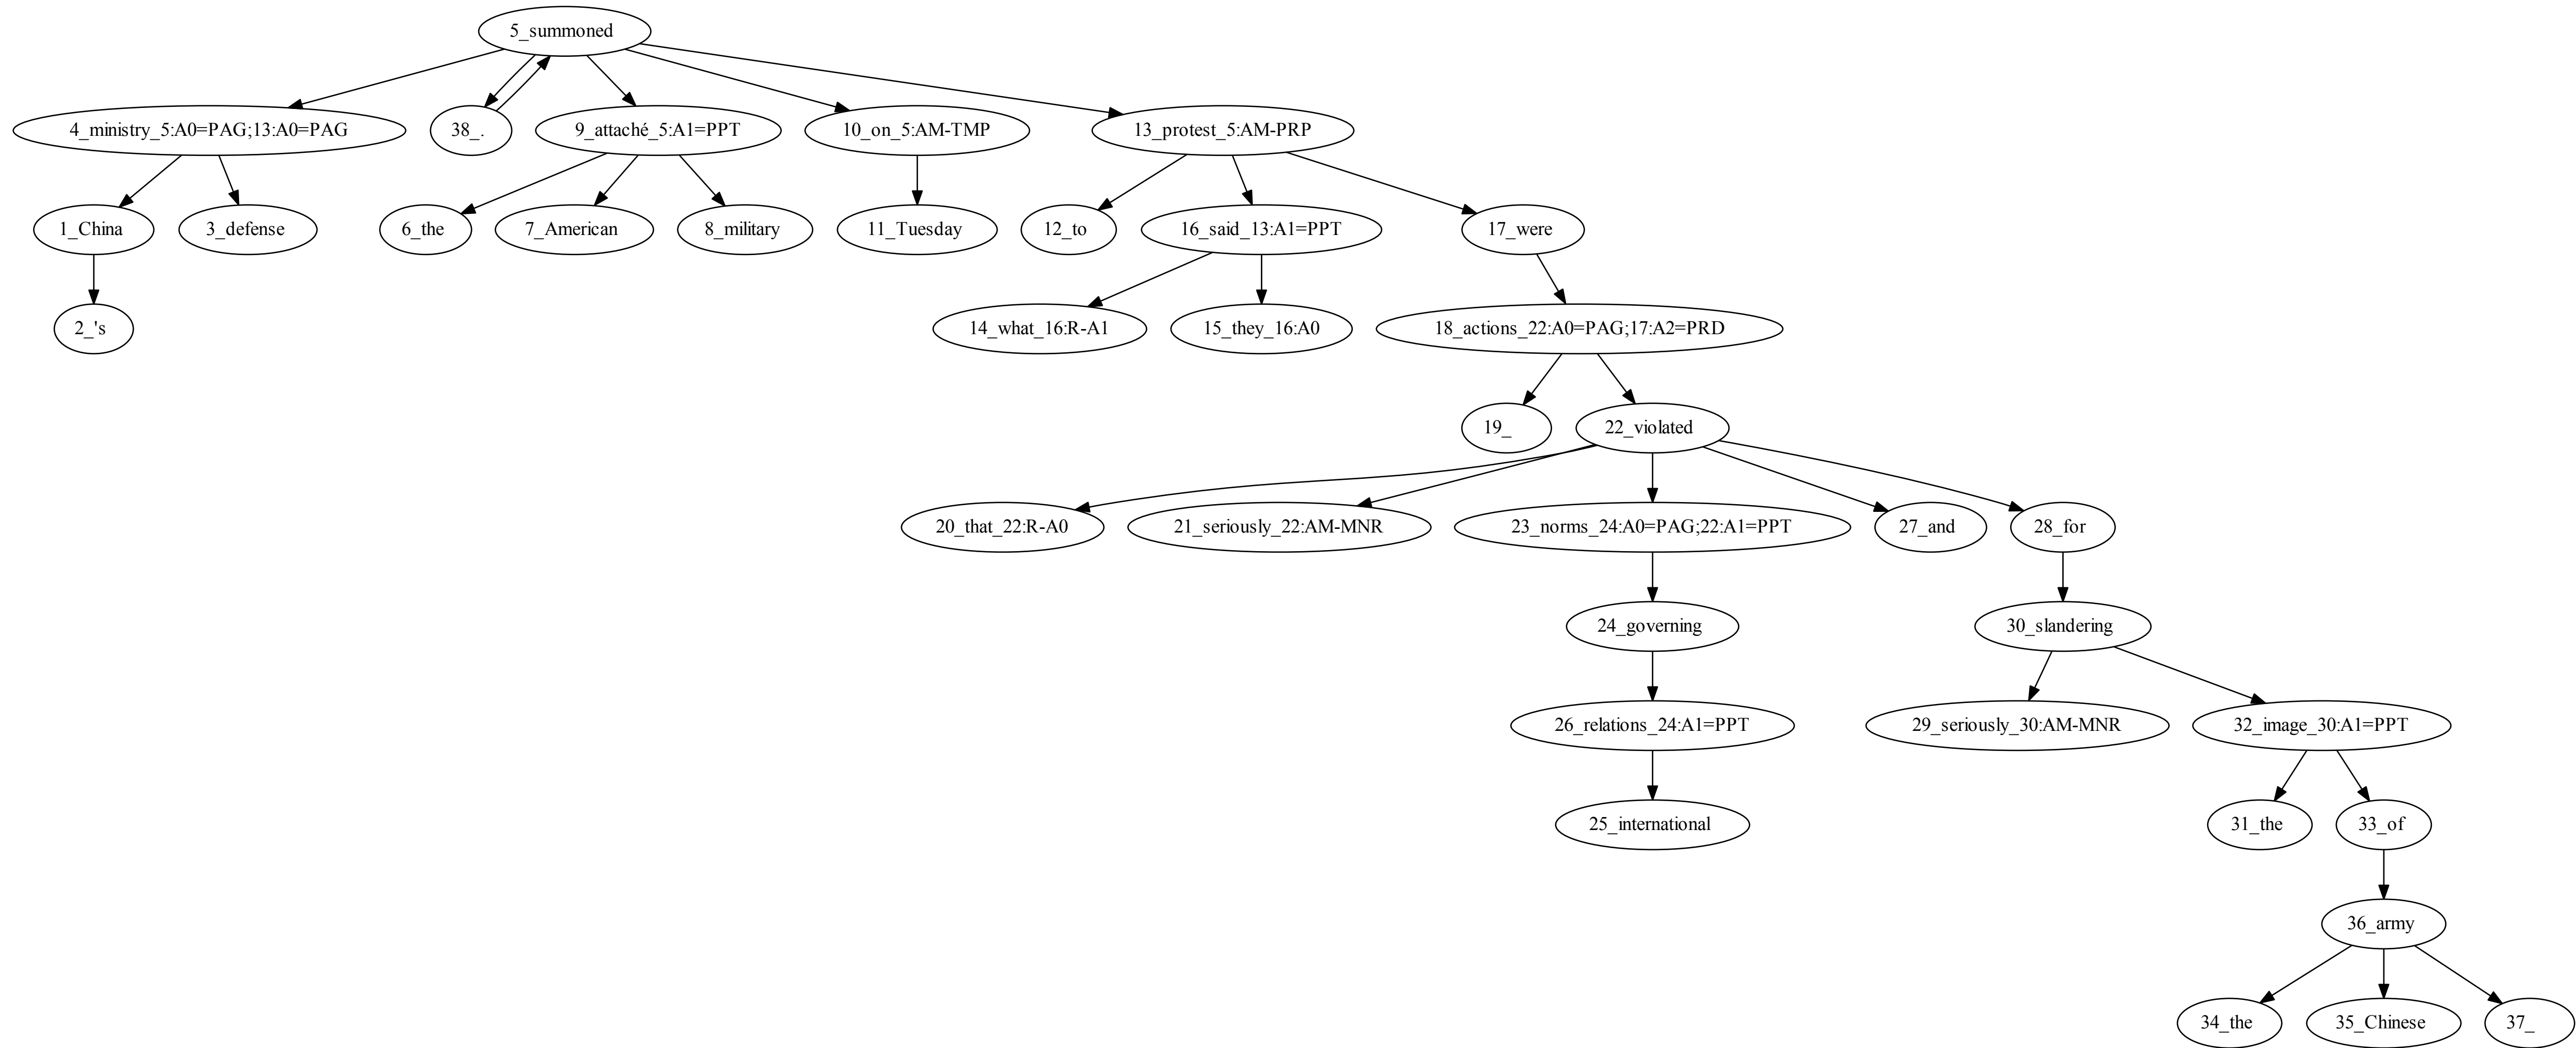 5_summoned
4_ministry_5:A0=PAG;13:A0=PAG
38_.
9_attaché_5:A1=PPT
10_on_5:AM-TMP
13_protest_5:AM-PRP
1_China
3_defense
6_the
7_American
8_military
11_Tuesday
12_to
16_said_13:A1=PPT
17_were
2_'s
14_what_16:R-A1
15_they_16:A0
18_actions_22:A0=PAG;17:A2=PRD
19_
22_violated
20_that_22:R-A0
21_seriously_22:AM-MNR
23_norms_24:A0=PAG;22:A1=PPT
27_and
28_for
24_governing
30_slandering
26_relations_24:A1=PPT
29_seriously_30:AM-MNR
32_image_30:A1=PPT
25_international
31_the
33_of
36_army
34_the
35_Chinese
37_